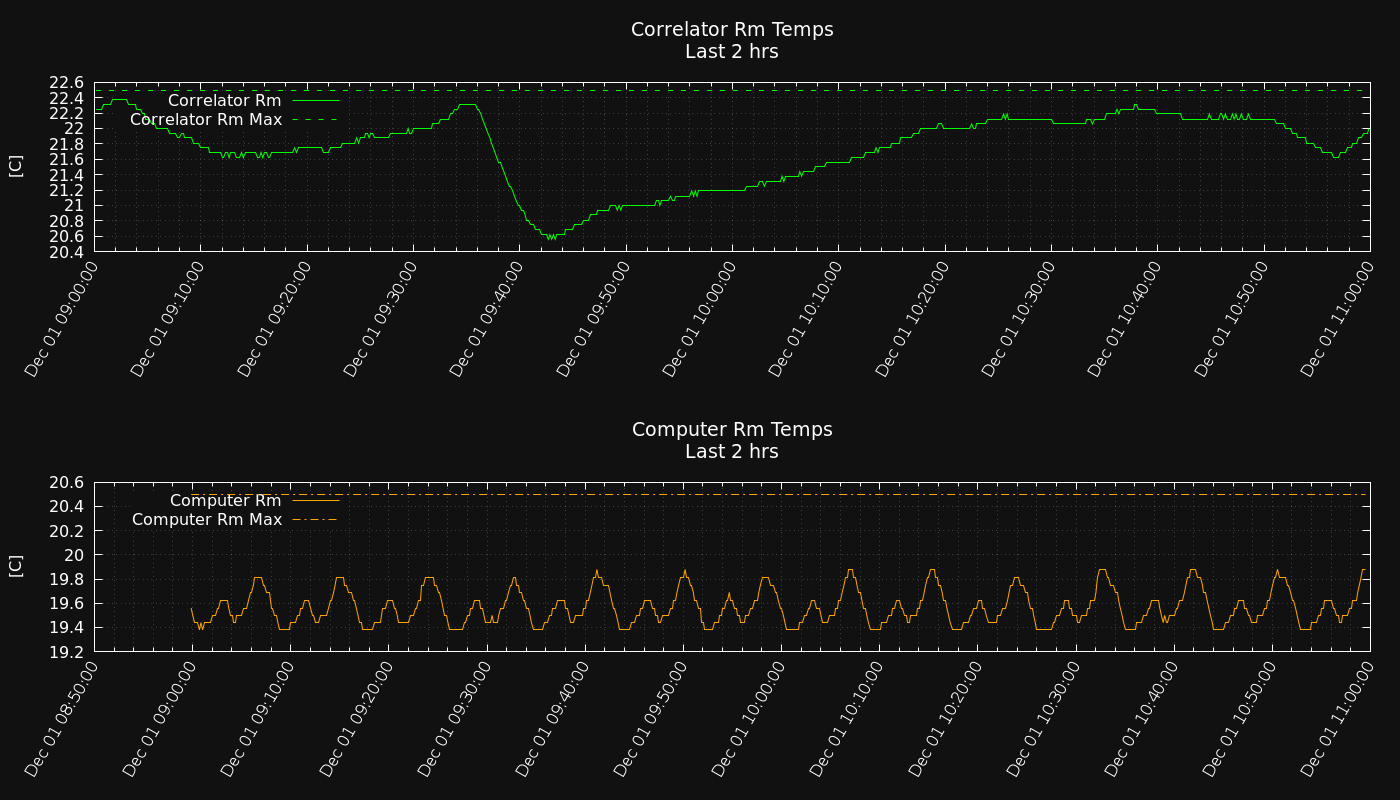 Correlator Rm Temps
Last 2 hrs
22.6
22.4
22.2
22
21.8
21.6
21.4
21.2
21
20.8
20.6
20.4
[C]
Correlator Rm
Correlator Rm Max
Dec 01 09:00:00
Dec 01 09:10:00
Dec 01 09:20:00
Dec 01 09:30:00
Dec 01 09:40:00
Dec 01 09:50:00
Dec 01 10:00:00
Dec 01 10:10:00
Dec 01 10:20:00
Dec 01 10:30:00
Dec 01 10:40:00
Dec 01 10:50:00
Dec 01 11:00:00
Computer Rm Temps
Last 2 hrs
20.6
20.4
20.2
20
19.8
19.6
19.4
19.2
[C]
Computer Rm
Computer Rm Max
Dec 01 08:50:00
Dec 01 09:00:00
Dec 01 09:10:00
Dec 01 09:20:00
Dec 01 09:30:00
Dec 01 09:40:00
Dec 01 09:50:00
Dec 01 10:00:00
Dec 01 10:10:00
Dec 01 10:20:00
Dec 01 10:30:00
Dec 01 10:40:00
Dec 01 10:50:00
Dec 01 11:00:00